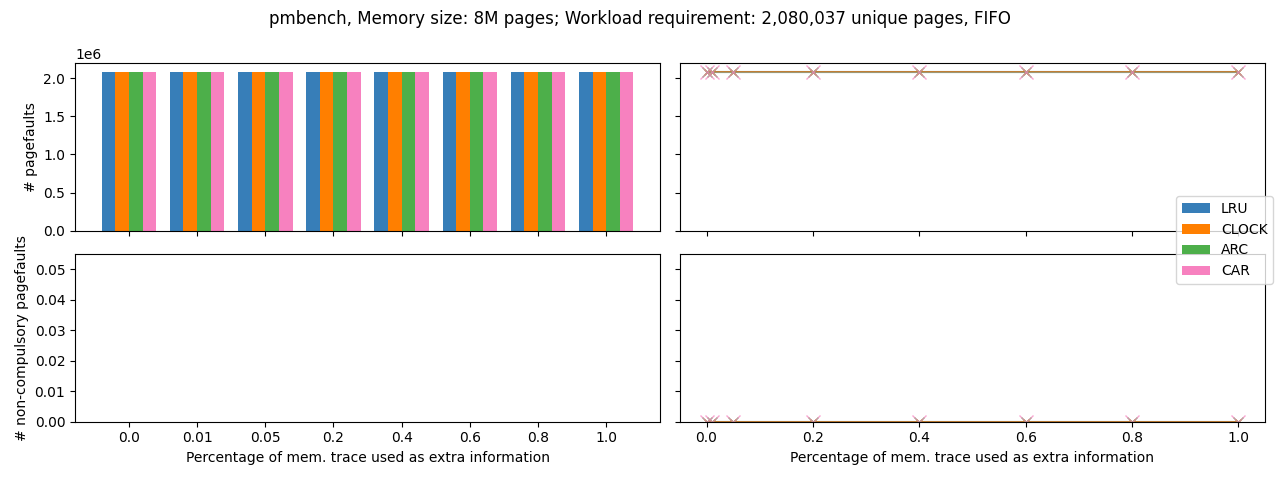 pmbench, Memory size: 8M pages; Workload requirement: 2,080,037 unique pages, FIFO
1e6
# pagefaults
2.0
1.5
1.0
0.5
0.0
LRU
CLOCK
ARC
CAR
# non-compulsory pagefaults
0.05
0.04
0.03
0.02
0.01
0.00
0.0 0.01 0.05 0.2 0.4 0.6 0.8 1.0
Percentage of mem. trace used as extra information
0.0 0.2 0.4 0.6 0.8 1.0
Percentage of mem. trace used as extra information